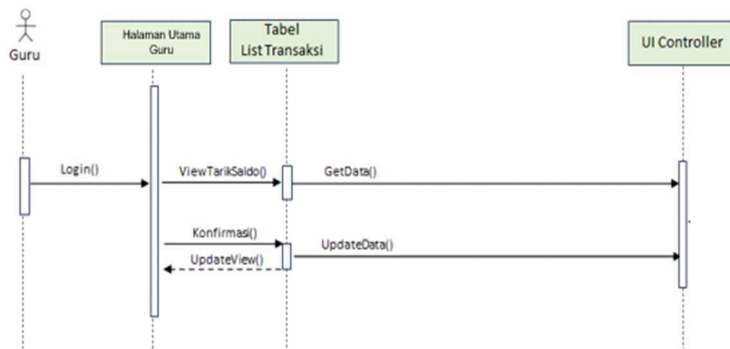 Guru
Halaman Utama
Guru
Tabel
List Transaksi
UI Controller
Login()
ViewTarikSaldo()
GetData()
Konfirmasi()
UpdateView()
UpdateData()